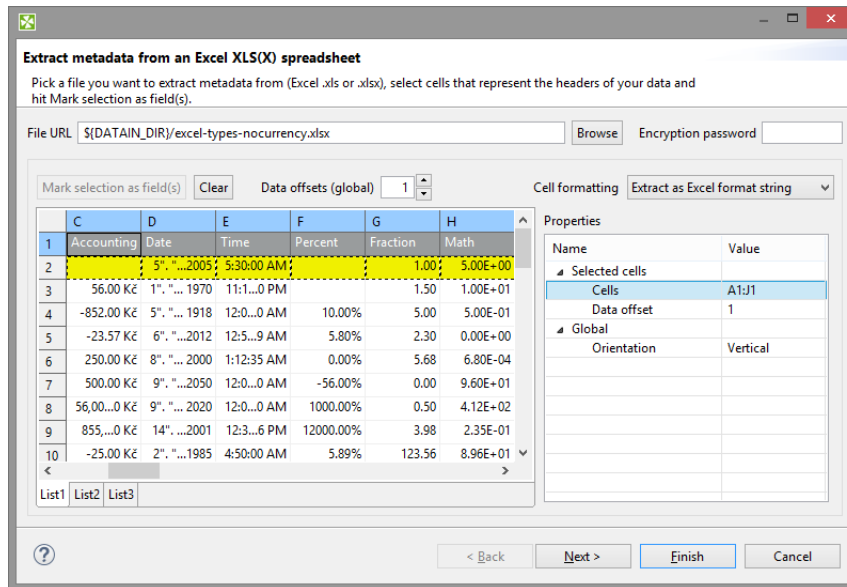 Extract metadata from an Excel XLS(X) spreadsheet
Pick a file you want to extract metadata from (Excel .xls or .xlsx), select cells that represent the headers of your data and
hit Mark selection as field(s).
File URL ${DATAIN_DIR}/excel-types-nocurrency.xlsx Browse Encryption password
Mark selection as field(s) Clear Data offsets (global) 1 Cell formatting Extract as Excel format string
C D E F G H
1 Accounting Date Time Percent Fraction Math
2 5". "...2005 5:30:00 AM 1.00 5.00E+00
3 56.00 Kč 1". "... 1970 11:1...0 PM 1.50 1.00E+01
4 -852.00 Kč 5". "... 1918 12:0...0 AM 10.00% 5.00 5.00E-01
5 -23.57 Kč 6". "...2012 12:5...9 AM 5.80% 2.30 0.00E+00
6 250.00 Kč 8". "... 2000 1:12:35 AM 0.00% 5.68 6.80E-04
7 500.00 Kč 9". "...2050 12:0...0 AM -56.00% 0.00 9.60E+01
8 56,00...0 Kč 9". "... 2020 12:0...0 AM 1000.00% 0.50 4.12E+02
9 855,...0 Kč 14". ...2001 12:3...6 PM 12000.00% 3.98 2.35E-01
10 -25.00 Kč 2". "...1985 4:50:00 AM 5.89% 123.56 8.96E+01
List1 List2 List3
Properties
Name Value
Selected cells
Cells A1:J1
Data offset 1
Global
Orientation Vertical
? < Back Next > Finish Cancel